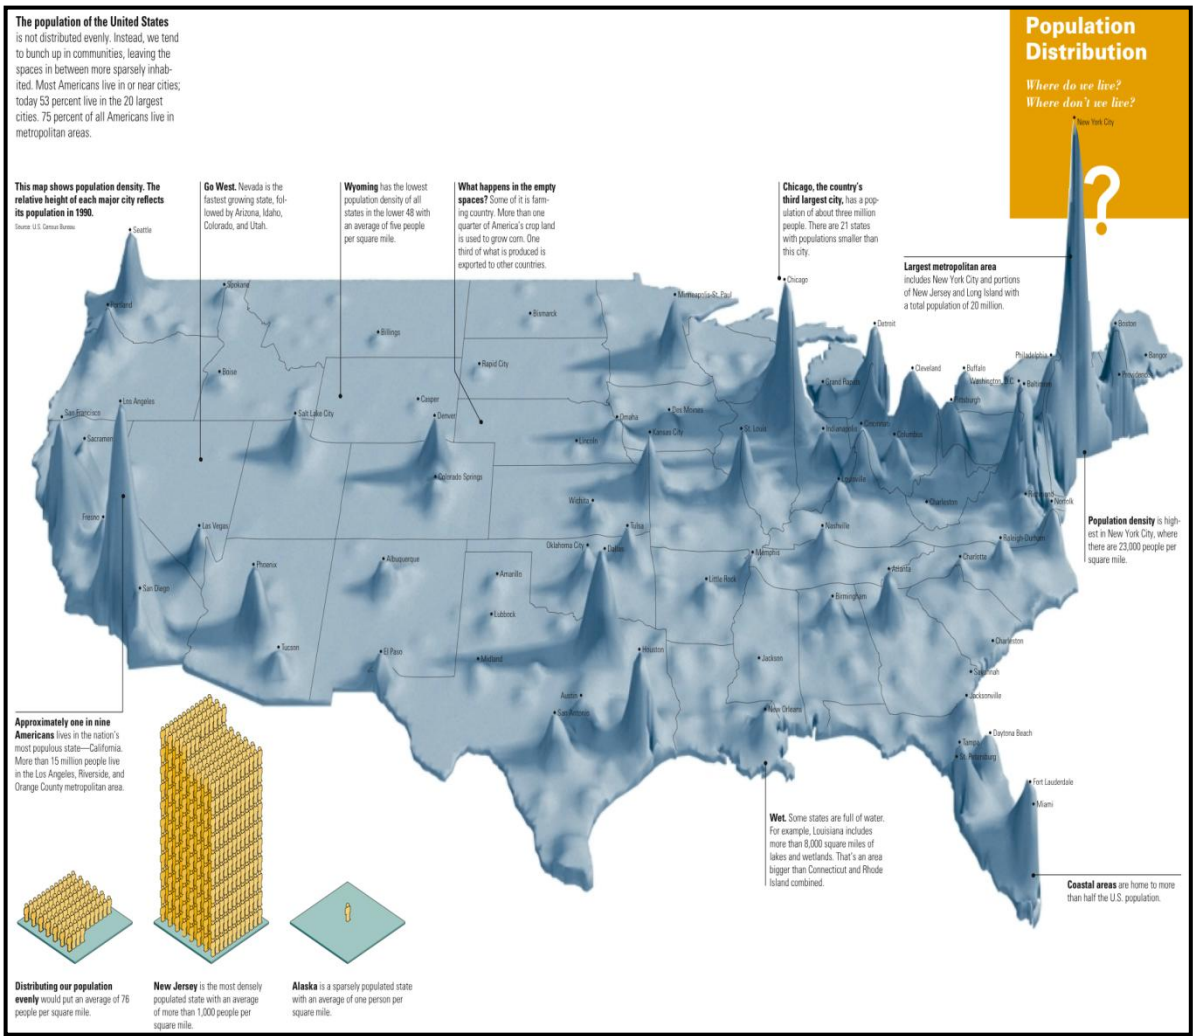 The population of the United States
is not distributed evenly. Instead, we tend
to bunch up in communities, leaving the
spaces in between more sparsely inhab-
ited. Most Americans live in or near cities;
today 53 percent live in the 20 largest
cities. 75 percent of all Americans live in
metropolitan areas.
Population
Distribution
Where do we live?
Where don't we live?
?
This map shows population density. The
relative height of each major city reflects
its population in 1990.
Source: U.S. Census Bureau
Go West. Nevada is the
fastest growing state, fol-
lowed by Arizona, Idaho,
Colorado, and Utah.
Wyoming has the lowest
population density of all
states in the lower 48 with
an average of five people
per square mile.
What happens in the empty
spaces? Some of it is farm-
ing country. More than one
quarter of America's crop land
is used to grow corn. One
third of what is produced is
exported to other countries.
Chicago, the country's
third largest city, has a pop-
ulation of about three million
people. There are 21 states
with populations smaller than
this city.
Largest metropolitan area
includes New York City and portions
of New Jersey and Long Island with
a total population of 20 million.
New York City
Seattle
Portland
Spokane
Billings
Bismarck
Minneapolis-St. Paul
Chicago
Detroit
Boston
Bangor
Providence
Philadelphia
Buffalo
Cleveland
Washington, D.C.
Baltimore
Pittsburgh
Grand Rapids
Rapid City
Boise
Casper
Denver
Salt Lake City
Los Angeles
San Francisco
Sacramen
Omaha
Des Moines
Lincoln
Kansas City
St. Louis
Indianapolis
Cincinnati
Columbus
Colorado Springs
Louisville
Charleston
Richmond
Norfolk
Wichita
Fresno
Las Vegas
Tulsa
Nashville
Raleigh-Durham
Oklahoma City
Dallas
Memphis
Charlotte
Albuquerque
Phoenix
Amarillo
Little Rock
Atlanta
San Diego
Birmingham
Lubbock
Charleston
Tucson
El Paso
Midland
Houston
Jackson
Savannah
Austin
San Antonio
New Orleans
Jacksonville
Daytona Beach
Tampa
St. Petersburg
Fort Lauderdale
Miami
Population density is high-
est in New York City, where
there are 23,000 people per
square mile.
Approximately one in nine
Americans lives in the nation's
most populous state—California.
More than 15 million people live
in the Los Angeles, Riverside, and
Orange County metropolitan area.
Wet. Some states are full of water.
For example, Louisiana includes
more than 8,000 square miles of
lakes and wetlands. That's an area
bigger than Connecticut and Rhode
Island combined.
Coastal areas are home to more
than half the U.S. population.
Distributing our population
evenly would put an average of 76
people per square mile.
New Jersey is the most densely
populated state with an average
of more than 1,000 people per
square mile.
Alaska is a sparsely populated state
with an average of one person per
square mile.